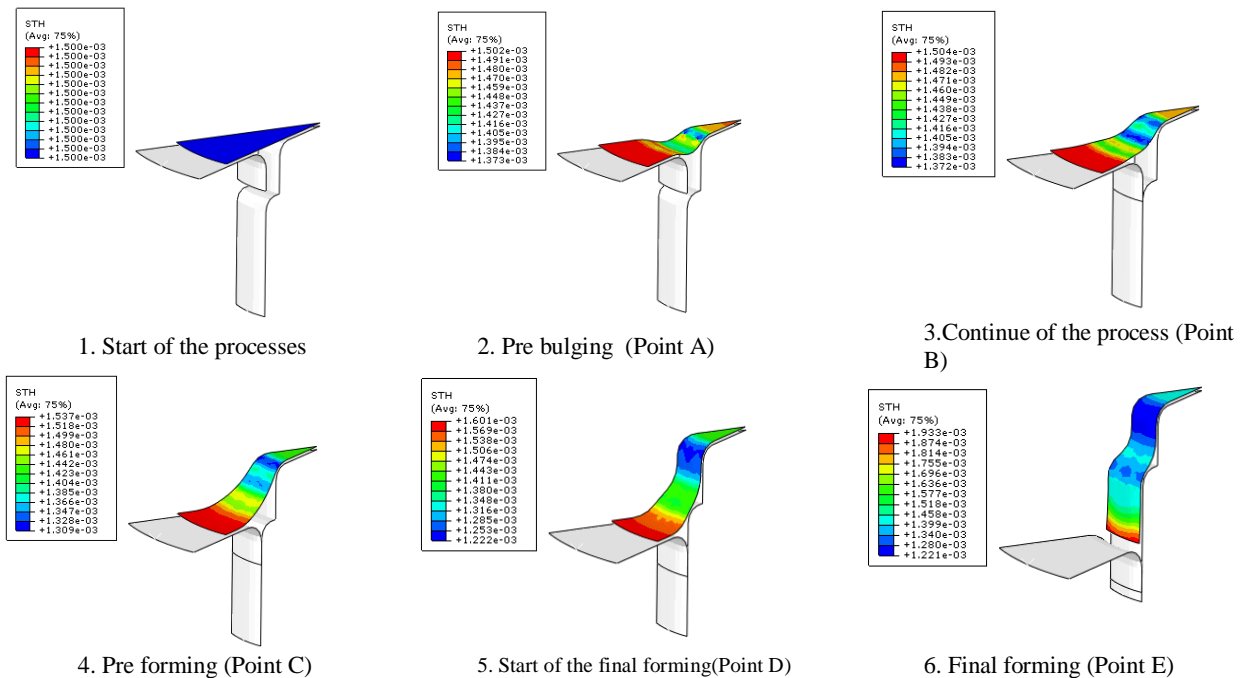 STH
(Avg: 75%)
+1.500e-03
+1.500e-03
+1.500e-03
+1.500e-03
+1.500e-03
+1.500e-03
+1.500e-03
+1.500e-03
+1.500e-03
+1.500e-03
+1.500e-03
+1.500e-03
+1.500e-03
1. Start of the processes
STH
(Avg: 75%)
+1.502e-03
+1.491e-03
+1.480e-03
+1.470e-03
+1.459e-03
+1.448e-03
+1.437e-03
+1.427e-03
+1.416e-03
+1.405e-03
+1.395e-03
+1.384e-03
+1.373e-03
2. Pre bulging (Point A)
STH
(Avg: 75%)
+1.504e-03
+1.493e-03
+1.482e-03
+1.471e-03
+1.460e-03
+1.449e-03
+1.438e-03
+1.427e-03
+1.416e-03
+1.405e-03
+1.394e-03
+1.383e-03
+1.372e-03
3.Continue of the process (Point
B)
STH
(Avg: 75%)
+1.537e-03
+1.518e-03
+1.499e-03
+1.480e-03
+1.461e-03
+1.442e-03
+1.423e-03
+1.404e-03
+1.385e-03
+1.366e-03
+1.347e-03
+1.328e-03
+1.309e-03
4. Pre forming (Point C)
STH
(Avg: 75%)
+1.601e-03
+1.569e-03
+1.538e-03
+1.506e-03
+1.474e-03
+1.443e-03
+1.411e-03
+1.380e-03
+1.348e-03
+1.316e-03
+1.285e-03
+1.253e-03
+1.222e-03
5. Start of the final forming(Point D)
STH
(Avg: 75%)
+1.933e-03
+1.874e-03
+1.814e-03
+1.755e-03
+1.696e-03
+1.636e-03
+1.577e-03
+1.518e-03
+1.458e-03
+1.399e-03
+1.340e-03
+1.280e-03
+1.221e-03
6. Final forming (Point E)